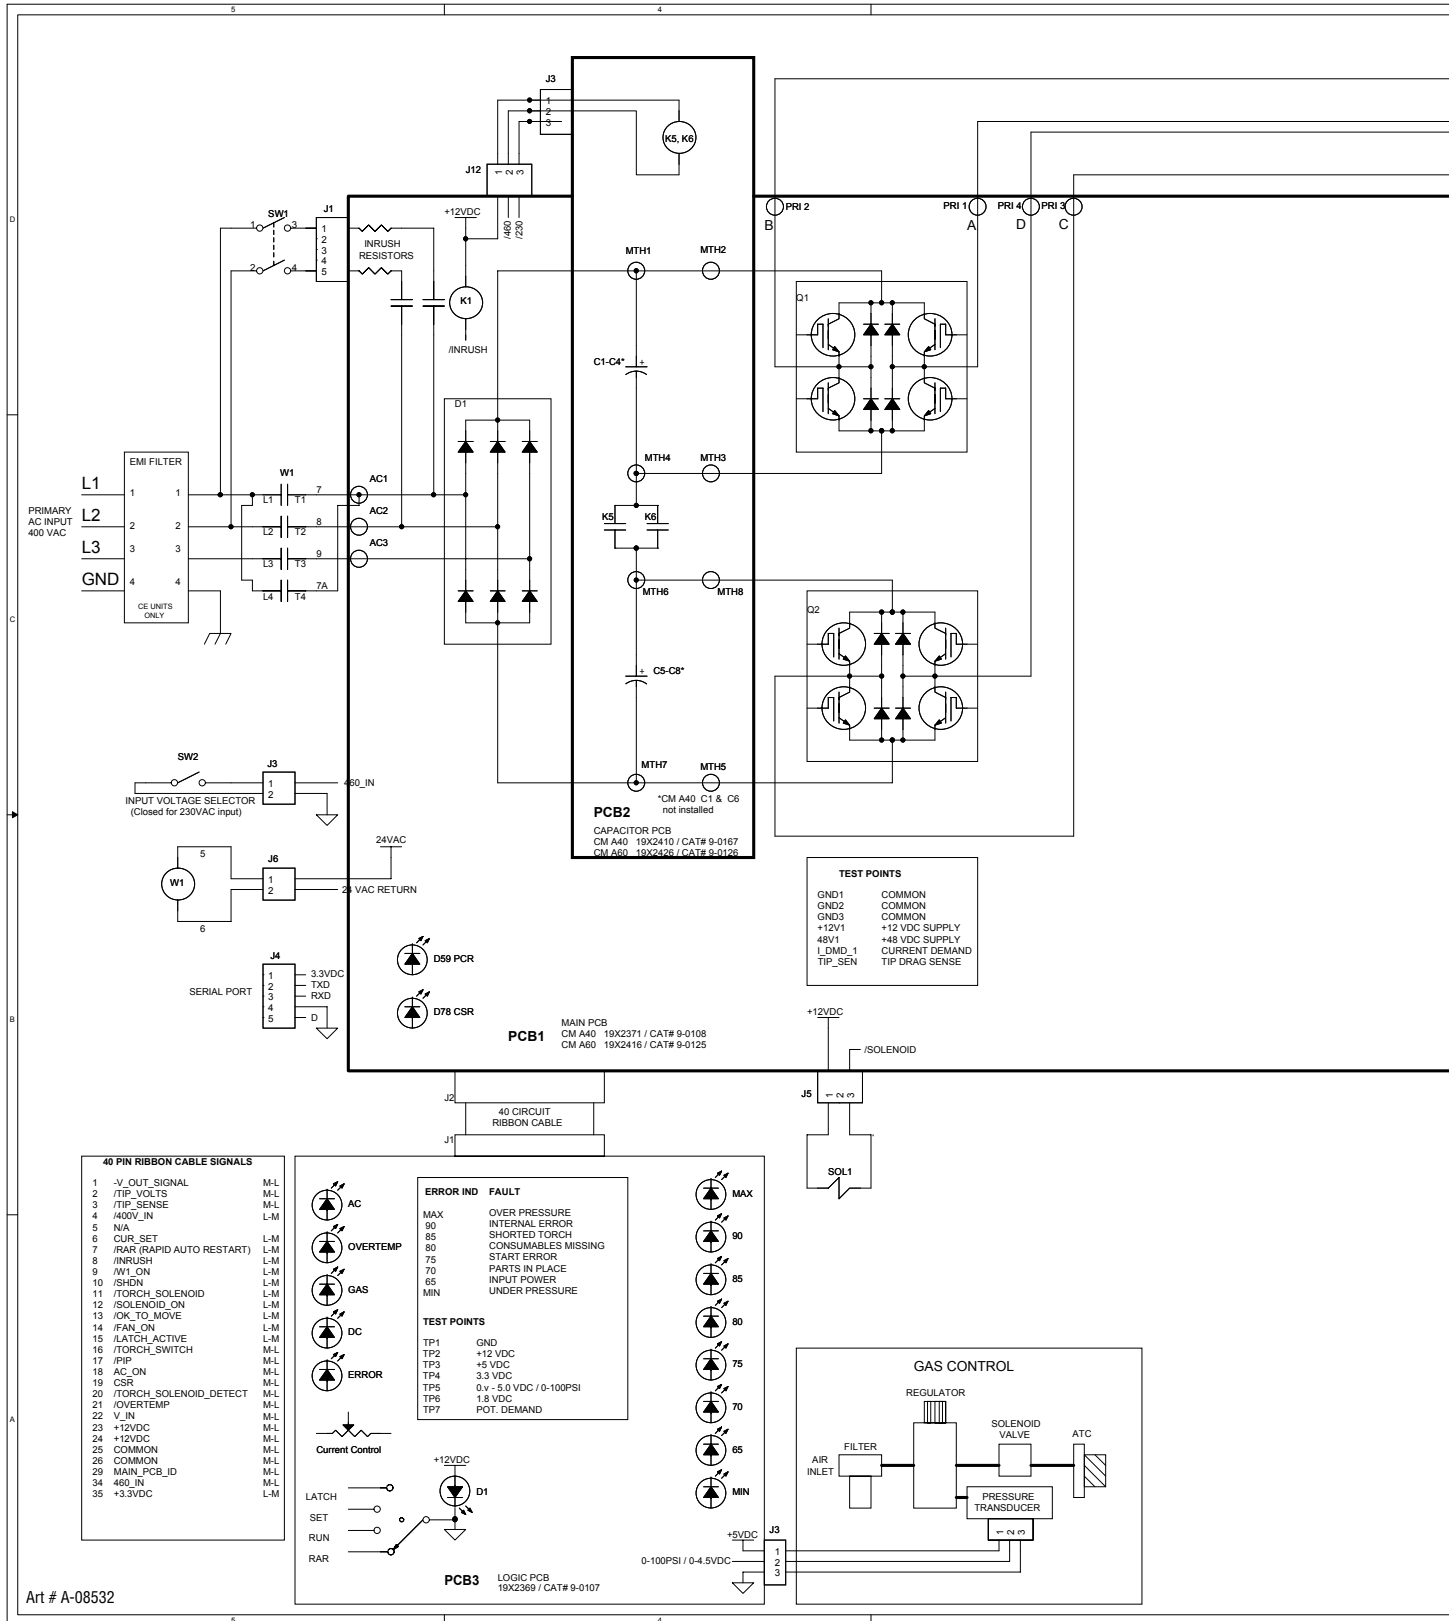 5
4
J3
1
2
3
K5, K6
J12
1 2 3
/460
/230
+12VDC
K1
/INRUSH
D
SW1
1 3
2 4
J1
1
2
3
4
5
INRUSH
RESISTORS
PRI 2
B
PRI 1
A
PRI 4
D
PRI 3
C
MTH1
MTH2
Q1
C1-C4*
+
D1
MTH4
MTH3
K5
K6
MTH6
MTH8
Q2
+
C5-C8*
MTH7
MTH5
*CM A40 C1 & C6
not installed
PCB2
CAPACITOR PCB
CM A40 19X2410 / CAT# 9-0167
CM A60 19X2426 / CAT# 9-0126
EMI FILTER
L1
L2
L3
GND
PRIMARY
AC INPUT
400 VAC
1 1
2 2
3 3
4 4
CE UNITS
ONLY
W1
L1 T1 7
L2 T2 8
L3 T3 9
L4 T4 7A
AC1
AC2
AC3
C
SW2
INPUT VOLTAGE SELECTOR
(Closed for 230VAC input)
J3
1
2
460_IN
24VAC
W1
5
6
J6
1
2
24 VAC RETURN
SERIAL PORT
J4
1 3.3VDC
2 TXD
3 RXD
4
5 D
D59 PCR
D78 CSR
PCB1
MAIN PCB
CM A40 19X2371 / CAT# 9-0108
CM A60 19X2416 / CAT# 9-0125
B
TEST POINTS
GND1 COMMON
GND2 COMMON
GND3 COMMON
+12V1 +12 VDC SUPPLY
48V1 +48 VDC SUPPLY
I_DMD_1 CURRENT DEMAND
TIP_SEN TIP DRAG SENSE
+12VDC
/SOLENOID
J5
1 2 3
SOL1
J2
40 CIRCUIT
RIBBON CABLE
J1
40 PIN RIBBON CABLE SIGNALS
1 -V_OUT_SIGNAL M-L
2 /TIP_VOLTS M-L
3 /TIP_SENSE M-L
4 /400V_IN L-M
5 N/A
6 CUR_SET L-M
7 /RAR (RAPID AUTO RESTART) L-M
8 /INRUSH L-M
9 /W1_ON L-M
10 /SHDN L-M
11 /TORCH_SOLENOID L-M
12 /SOLENOID_ON L-M
13 /OK_TO_MOVE L-M
14 /FAN_ON L-M
15 /LATCH_ACTIVE L-M
16 /TORCH_SWITCH M-L
17 /PIP M-L
18 AC_ON M-L
19 CSR M-L
20 /TORCH_SOLENOID_DETECT M-L
21 /OVERTEMP M-L
22 V_IN M-L
23 +12VDC M-L
24 +12VDC M-L
25 COMMON M-L
26 COMMON M-L
29 MAIN_PCB_ID M-L
34 460_IN M-L
35 +3.3VDC L-M
AC
OVERTEMP
GAS
DC
ERROR
Current Control
ERROR IND FAULT
MAX OVER PRESSURE
90 INTERNAL ERROR
85 SHORTED TORCH
80 CONSUMABLES MISSING
75 START ERROR
70 PARTS IN PLACE
65 INPUT POWER
MIN UNDER PRESSURE
TEST POINTS
TP1 GND
TP2 +12 VDC
TP3 +5 VDC
TP4 3.3 VDC
TP5 0.v - 5.0 VDC / 0-100PSI
TP6 1.8 VDC
TP7 POT. DEMAND
MAX
90
85
80
75
70
65
MIN
+12VDC
D1
LATCH
SET
RUN
RAR
PCB3
LOGIC PCB
19X2369 / CAT# 9-0107
A
+5VDC
0-100PSI / 0-4.5VDC
J3
1
2
3
GAS CONTROL
REGULATOR
SOLENOID
VALVE
ATC
FILTER
AIR
INLET
PRESSURE
TRANSDUCER
1 2 3
Art # A-08532
5
4